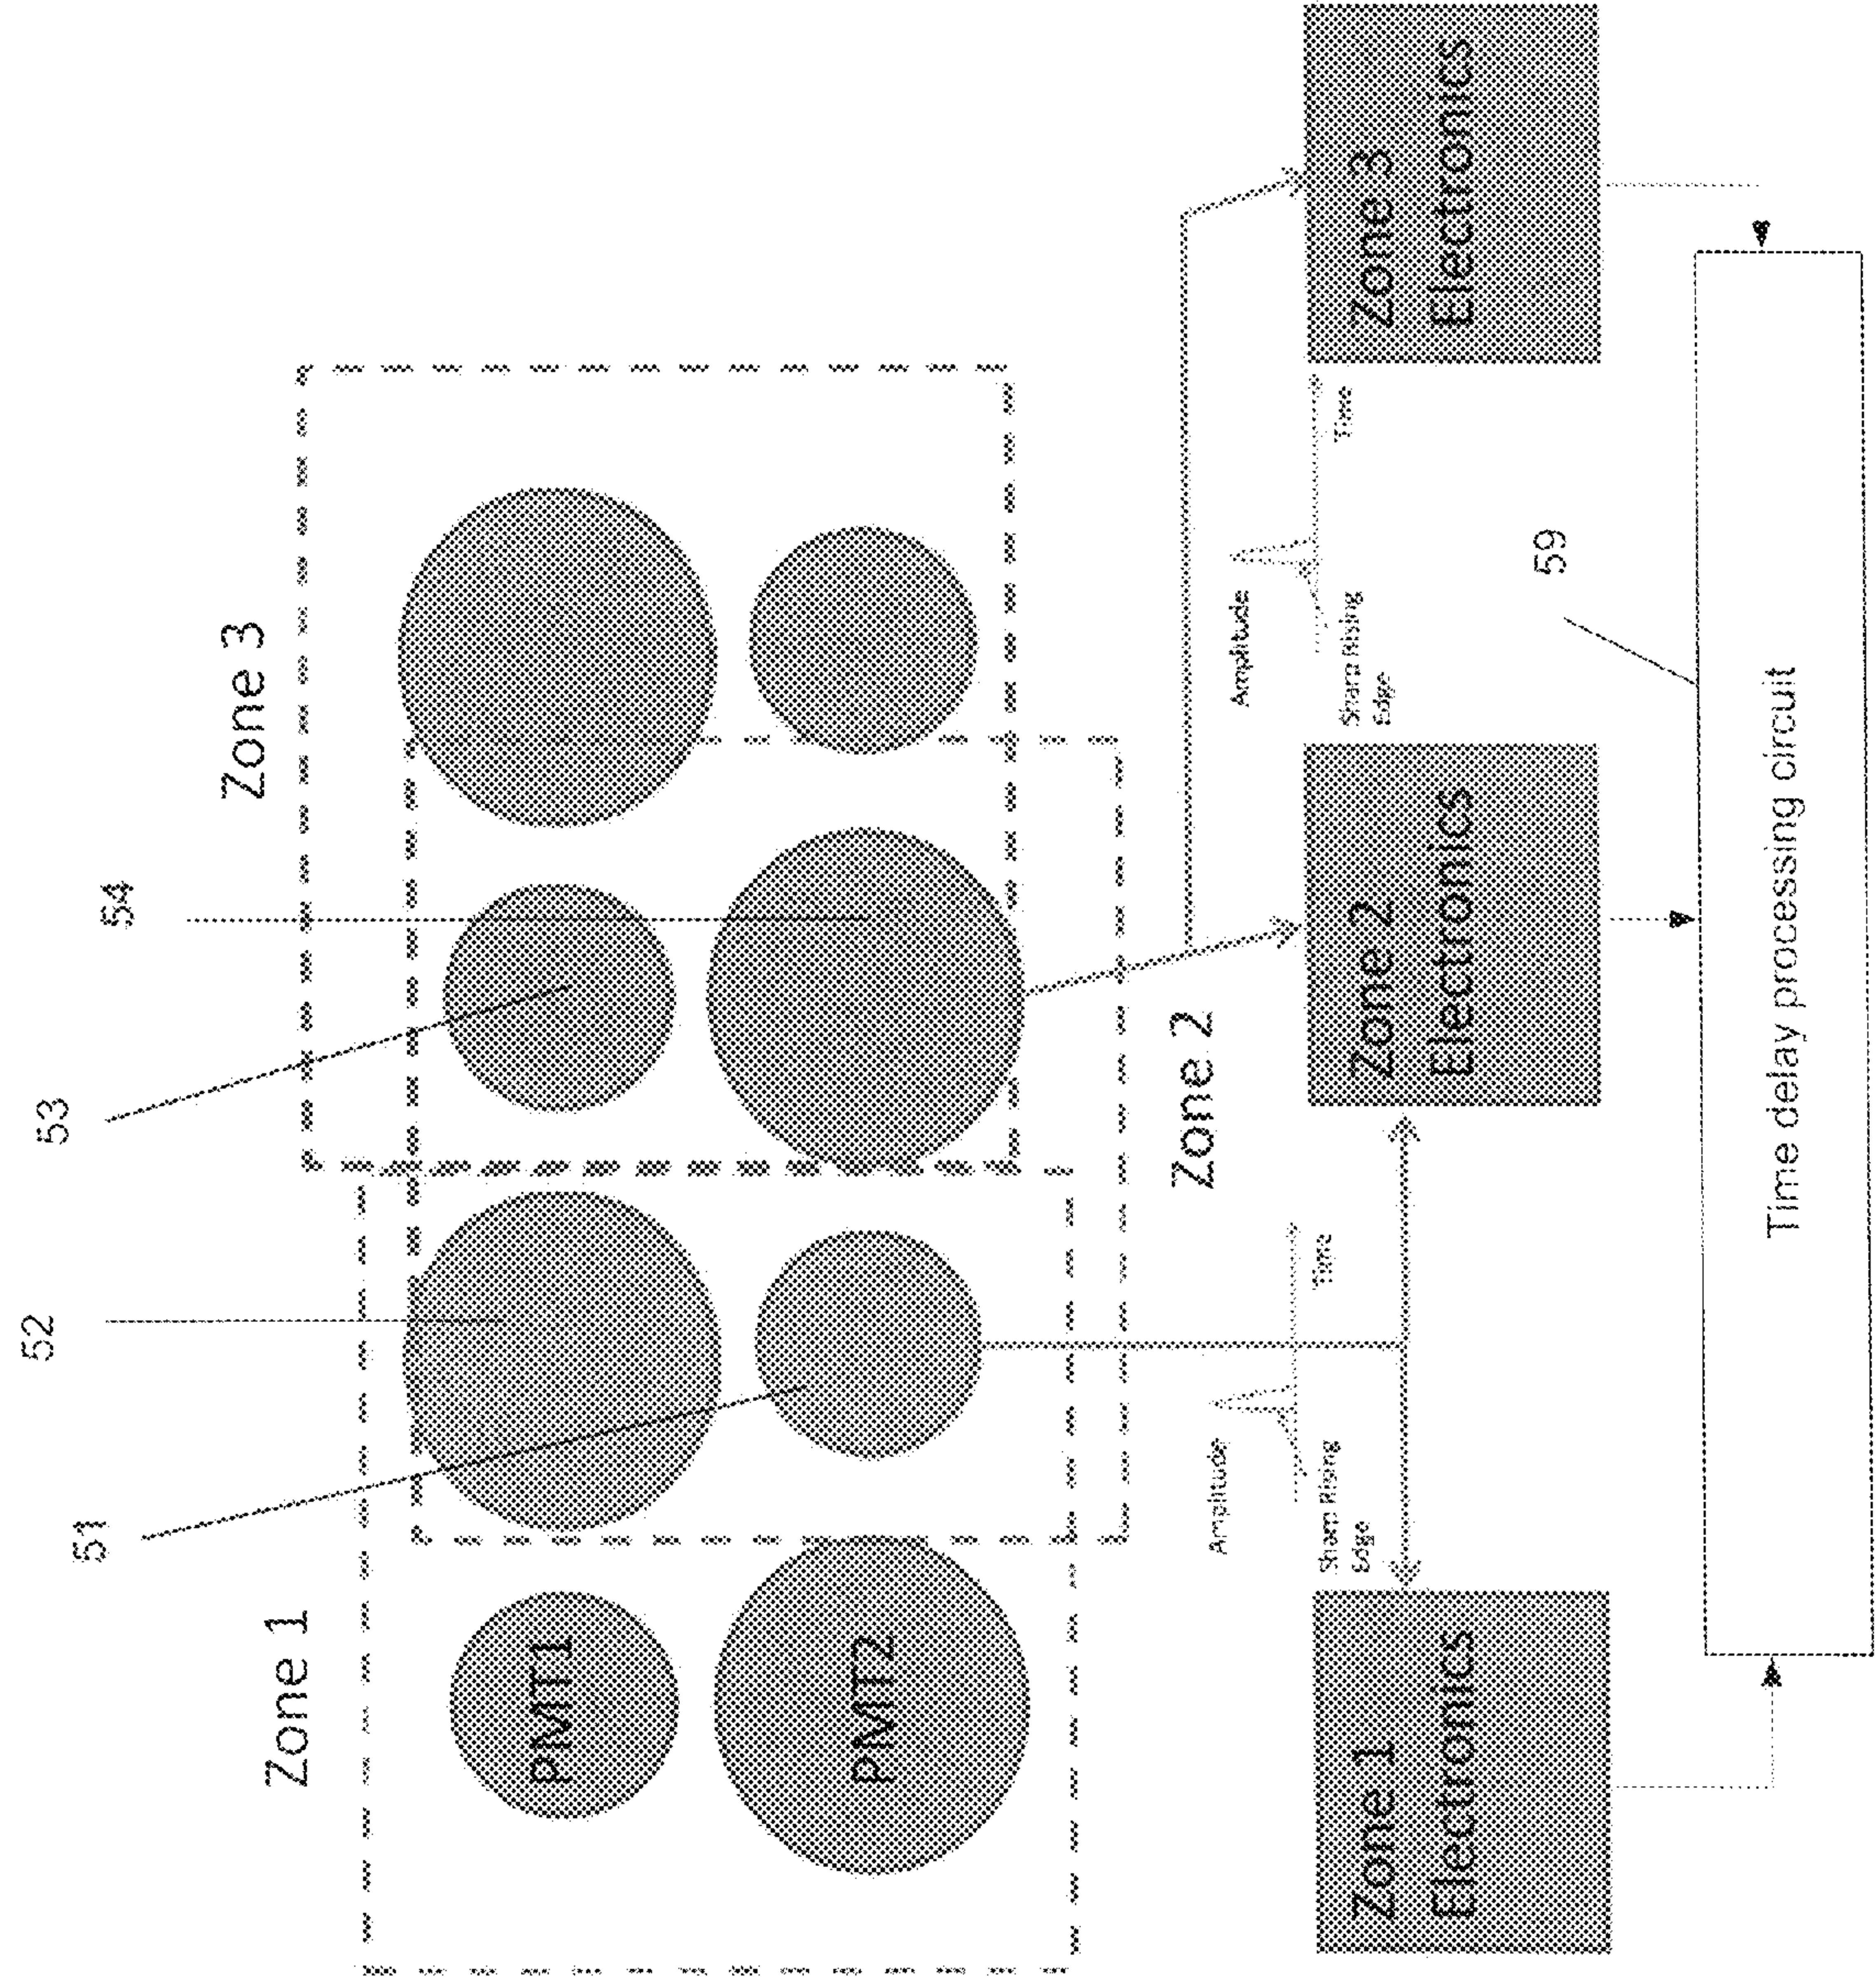 Zone 1
Zone 3
51
52
53
54
PMT1
PMT2
Zone 2
Amplitude
Sharp Rising
Edge
Time
Amplitude
Sharp Rising
Edge
Time
Zone 1
Electronics
Zone 2
Electronics
Zone 3
Electronics
59
Time delay processing circuit